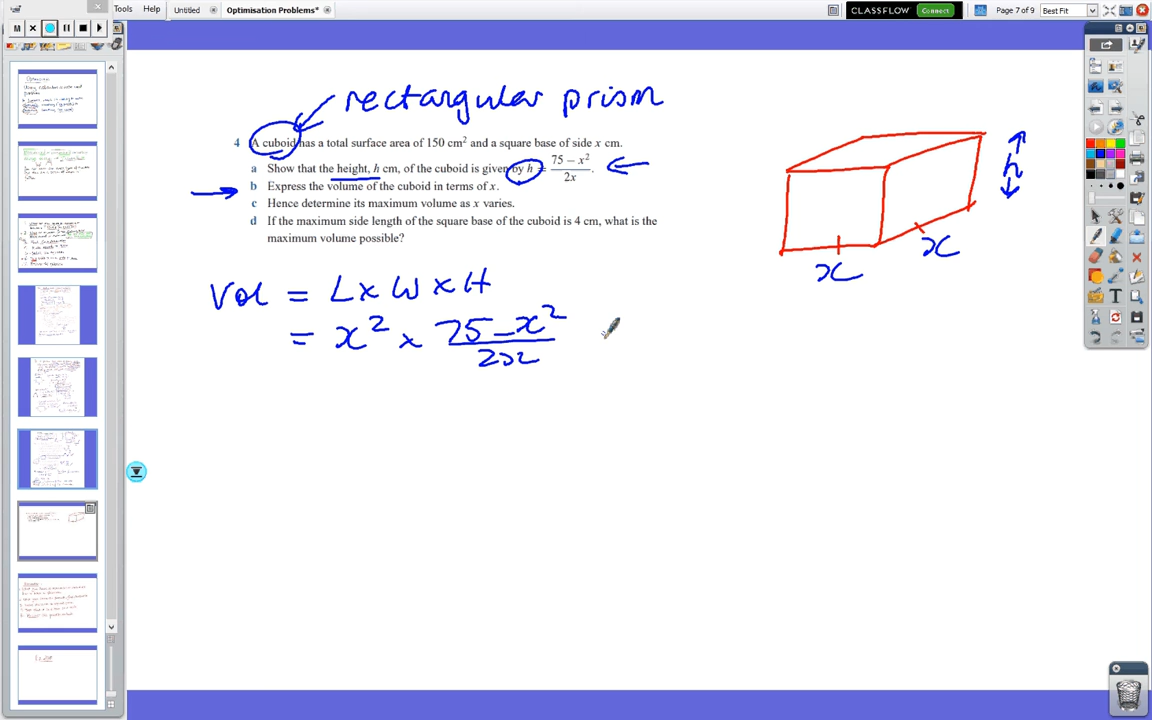 Tools Help Untitled Optimisation Problems* CLASSFLOW Connect Page 7 of 9 Best Fit
rectangular prism
4 A cuboid has a total surface area of 150 cm² and a square base of side x cm.
a Show that the height, h cm, of the cuboid is given by h = (75 − x²)/(2x).
b Express the volume of the cuboid in terms of x.
c Hence determine its maximum volume as x varies.
d If the maximum side length of the square base of the cuboid is 4 cm, what is the
maximum volume possible?
h
x
x
Vol = L x W x H
= x² x (75 − x²)/(2x)